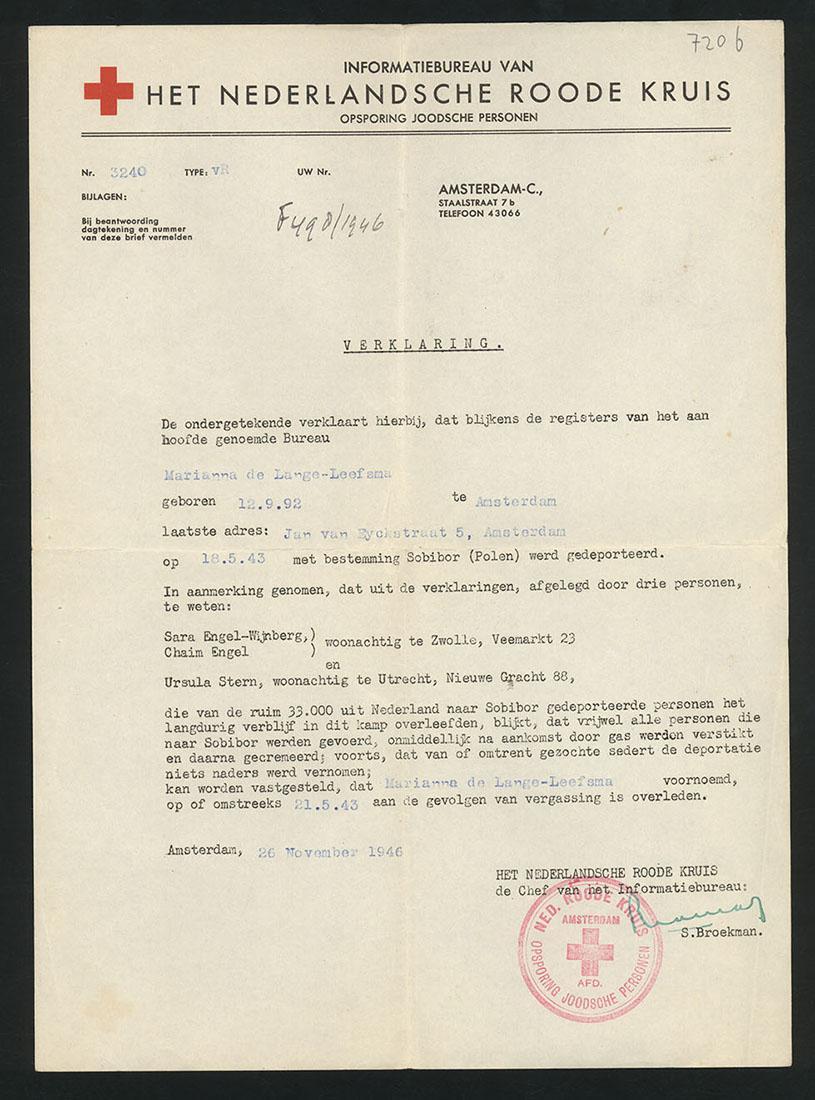 7206
INFORMATIEBUREAU VAN
HET NEDERLANDSCHE ROODE KRUIS
OPSPORING JOODSCHE PERSONEN
Nr. 3240 TYPE: VR UW Nr.
BIJLAGEN:
Bij beantwoording
dagtekening en nummer
van deze brief vermelden
F490/1946
AMSTERDAM-C.,
STAALSTRAAT 7 b
TELEFOON 43066
VERKLARING.
De ondergetekende verklaart hierbij, dat blijkens de registers van het aan
hoofde genoemde Bureau
Marianna de Lange-Leefsma
geboren 12.9.92 te Amsterdam
laatste adres: Jan van Eyckstraat 5, Amsterdam
op 18.5.43 met bestemming Sobibor (Polen) werd gedeporteerd.
In aanmerking genomen, dat uit de verklaringen, afgelegd door drie personen,
te weten:
Sara Engel-Wijnberg,)
Chaim Engel ) woonachtig te Zwolle, Veemarkt 23
en
Ursula Stern, woonachtig te Utrecht, Nieuwe Gracht 88,
die van de ruim 33.000 uit Nederland naar Sobibor gedeporteerde personen het
langdurig verblijf in dit kamp overleefden, blijkt, dat vrijwel alle personen die
naar Sobibor werden gevoerd, onmiddellijk na aankomst door gas werden verstikt
en daarna gecremeerd; voorts, dat van of omtrent gezochte sedert de deportatie
niets naders werd vernomen;
kan worden vastgesteld, dat Marianna de Lange-Leefsma voornoemd,
op of omstreeks 21.5.43 aan de gevolgen van vergassing is overleden.
Amsterdam, 26 November 1946
HET NEDERLANDSCHE ROODE KRUIS
de Chef van het Informatiebureau:
S.Broekman.
NED. ROODE KRUIS
AMSTERDAM
AFD.
OPSPORING JOODSCHE PERSONEN